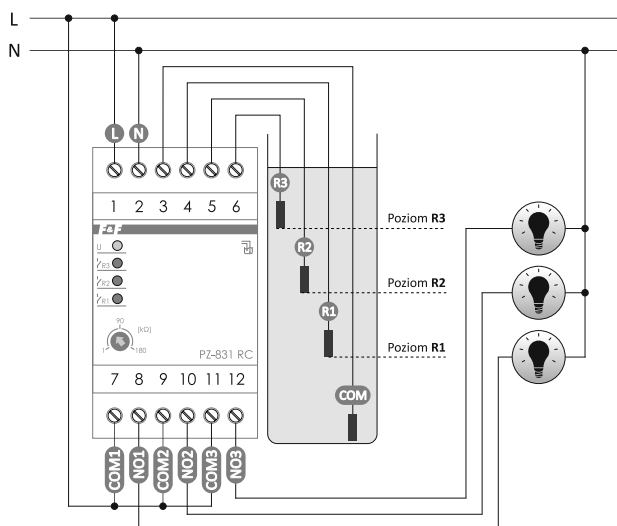 L
N
L N
1 2 3 4 5 6
F&F
U
R3
R2
R1
90
[kΩ]
1 180
PZ-831 RC
7 8 9 10 11 12
COM1 NO1 COM2 NO2 COM3 NO3
R3
Poziom R3
R2
Poziom R2
R1
Poziom R1
COM